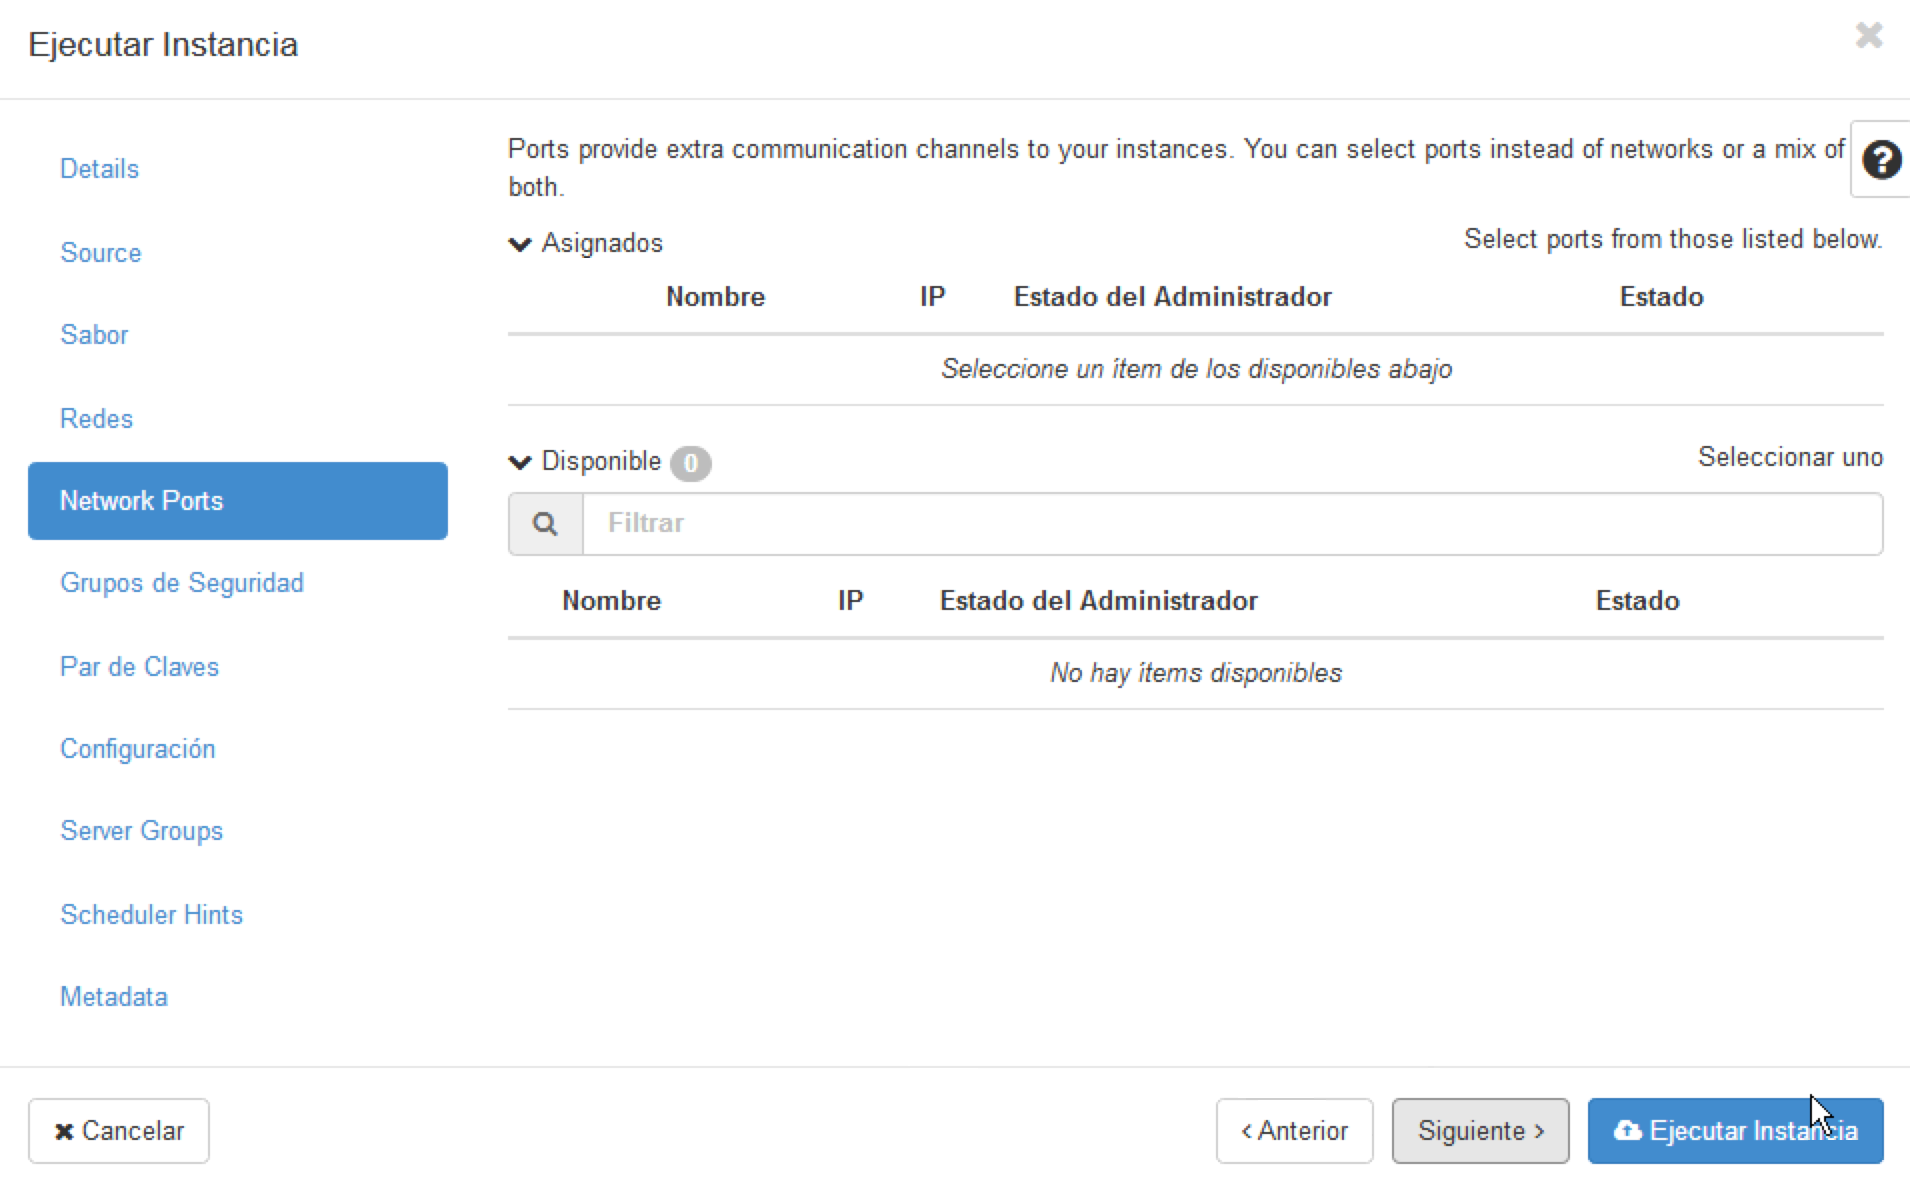 Ejecutar Instancia
Details
Source
Sabor
Redes
Network Ports
Grupos de Seguridad
Par de Claves
Configuración
Server Groups
Scheduler Hints
Metadata
Ports provide extra communication channels to your instances. You can select ports instead of networks or a mix of
both.
Asignados Select ports from those listed below.
Nombre IP Estado del Administrador Estado
Seleccione un ítem de los disponibles abajo
Disponible 0 Seleccionar uno
Filtrar
Nombre IP Estado del Administrador Estado
No hay ítems disponibles
Cancelar < Anterior Siguiente > Ejecutar Instancia